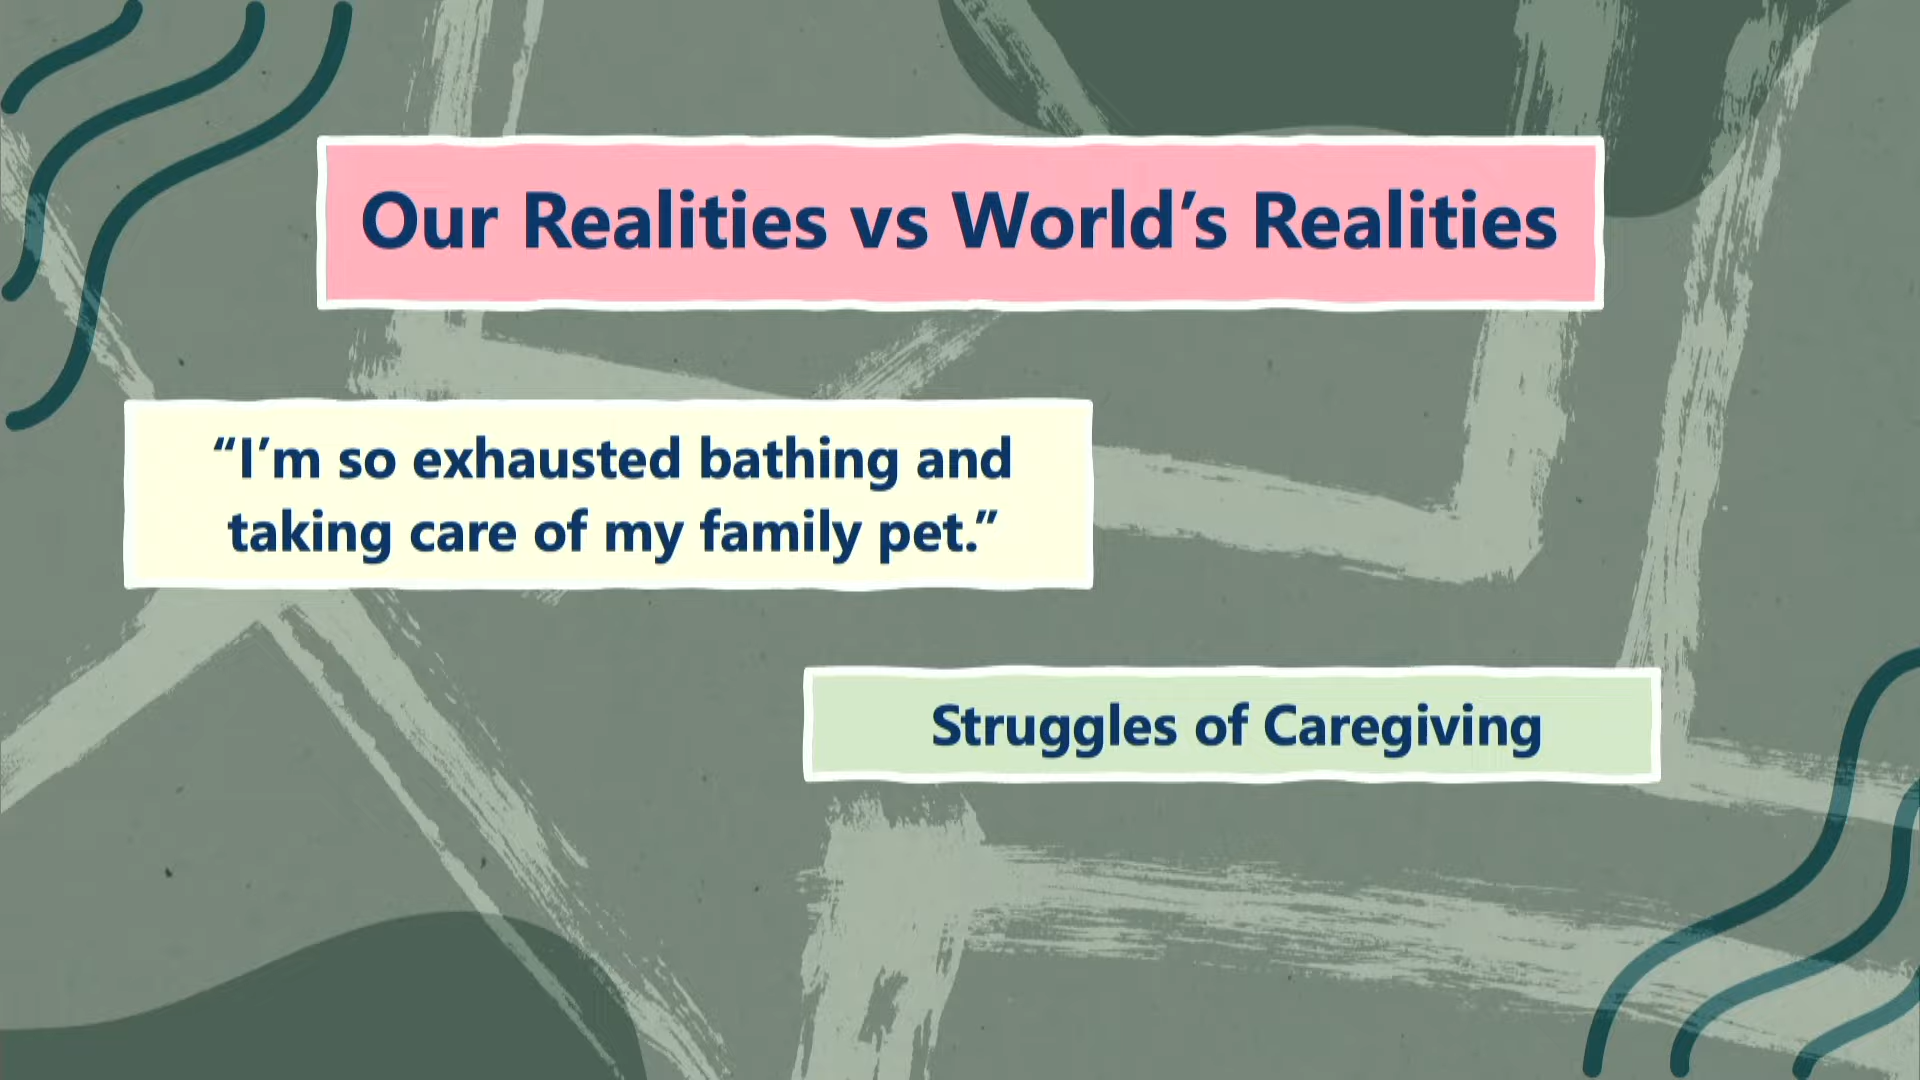 Our Realities vs World’s Realities
“I’m so exhausted bathing and
taking care of my family pet.”
Struggles of Caregiving